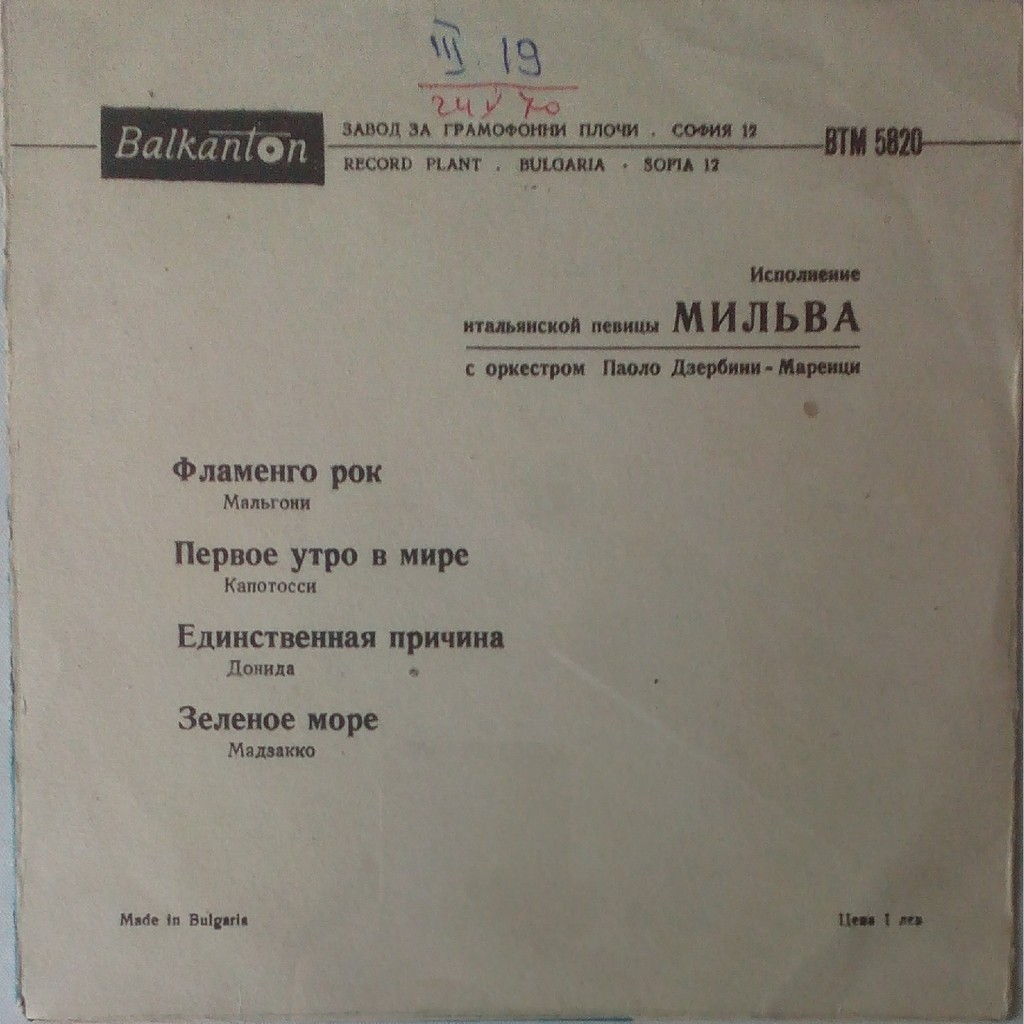 III. 19
24 V 70
Balkanton
ЗАВОД ЗА ГРАМОФОННИ ПЛОЧИ . СОФИЯ 12
RECORD PLANT . BULGARIA · SOFIA 12
ВТМ 5820
Исполнение
итальянской певицы МИЛЬВА
с оркестром Паоло Дзербини - Маренци
Фламенго рок
Мальгони
Первое утро в мире
Капотосси
Единственная причина
Донида
Зеленое море
Мадзакко
Made in Bulgaria
Цена 1 лев